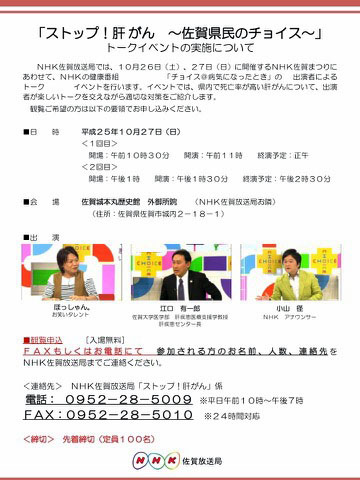 「ストップ！肝がん　～佐賀県民のチョイス～」
トークイベントの実施について
ＮＨＫ佐賀放送局では、１０月２６日（土）、２７日（日）に開催するＮＨＫ佐賀まつりに
あわせて、ＮＨＫの健康番組　「チョイス＠病気になったとき」の　出演者による
トーク　イベントを行います。イベントでは、県内で死亡率が高い肝がんについて、出演
者が楽しいトークを交えながら適切な対策をご紹介します。
観覧ご希望の方は以下の要領でお申し込みください。
■日　時　平成２５年１０月２７日（日）
＜１回目＞
開場：午前１０時３０分　開演：午前１１時　終演予定：正午
＜２回目＞
開場：午後１時　開演：午後１時３０分　終演予定：午後２時３０分
■会　場　佐賀城本丸歴史館　外御書院　（ＮＨＫ佐賀放送局お隣）
（住所：佐賀県佐賀市城内２－１８－１）
■出　演
CHOICE
ほっしゃん。
お笑いタレント
江口　有一郎
佐賀大学医学部　肝疾患医療支援学教授
肝疾患センター長
小山　径
ＮＨＫ　アナウンサー
■観覧申込　［入場無料］
ＦＡＸもしくはお電話にて　参加される方のお名前、人数、連絡先を
ＮＨＫ佐賀放送局までご連絡ください。
＜連絡先＞　ＮＨＫ佐賀放送局「ストップ！肝がん」係
電話：　０９５２－２８－５００９　※平日午前１０時～午後７時
ＦＡＸ：０９５２－２８－５０１０　※２４時間対応
＜締切＞　先着締切（定員１００名）
NHK 佐賀放送局